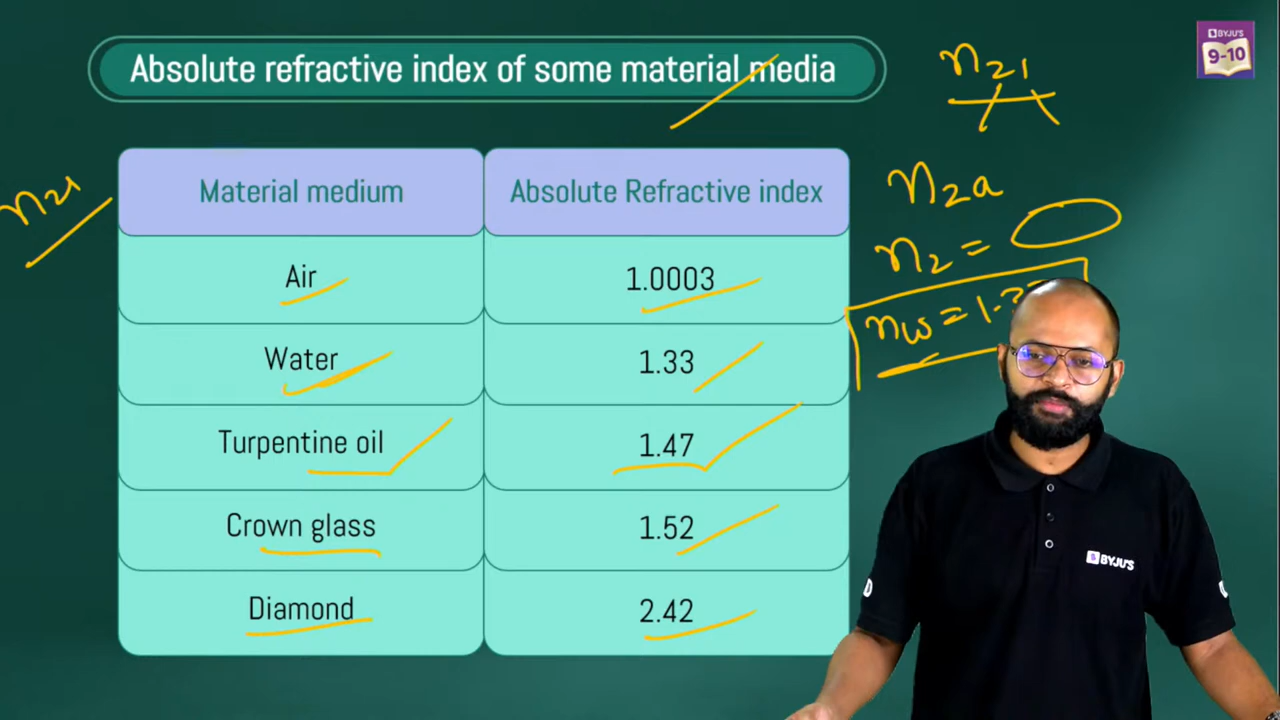 Absolute refractive index of some material media
BYJU'S
9-10
n21
n21
Material medium
Absolute Refractive index
n2a
Air
1.0003
n2 =
Water
1.33
nw = 1.3
Turpentine oil
1.47
Crown glass
1.52
BYJU'S
Diamond
2.42